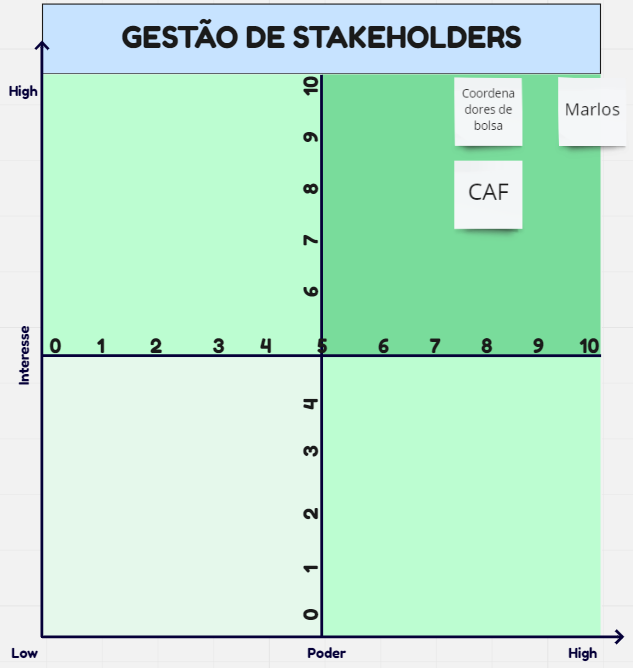 GESTÃO DE STAKEHOLDERS
High
10
9
8
7
6
Coordena
dores de
bolsa
Marlos
CAF
Interesse
0 1 2 3 4 5 6 7 8 9 10
4
3
2
1
0
Low
Poder
High